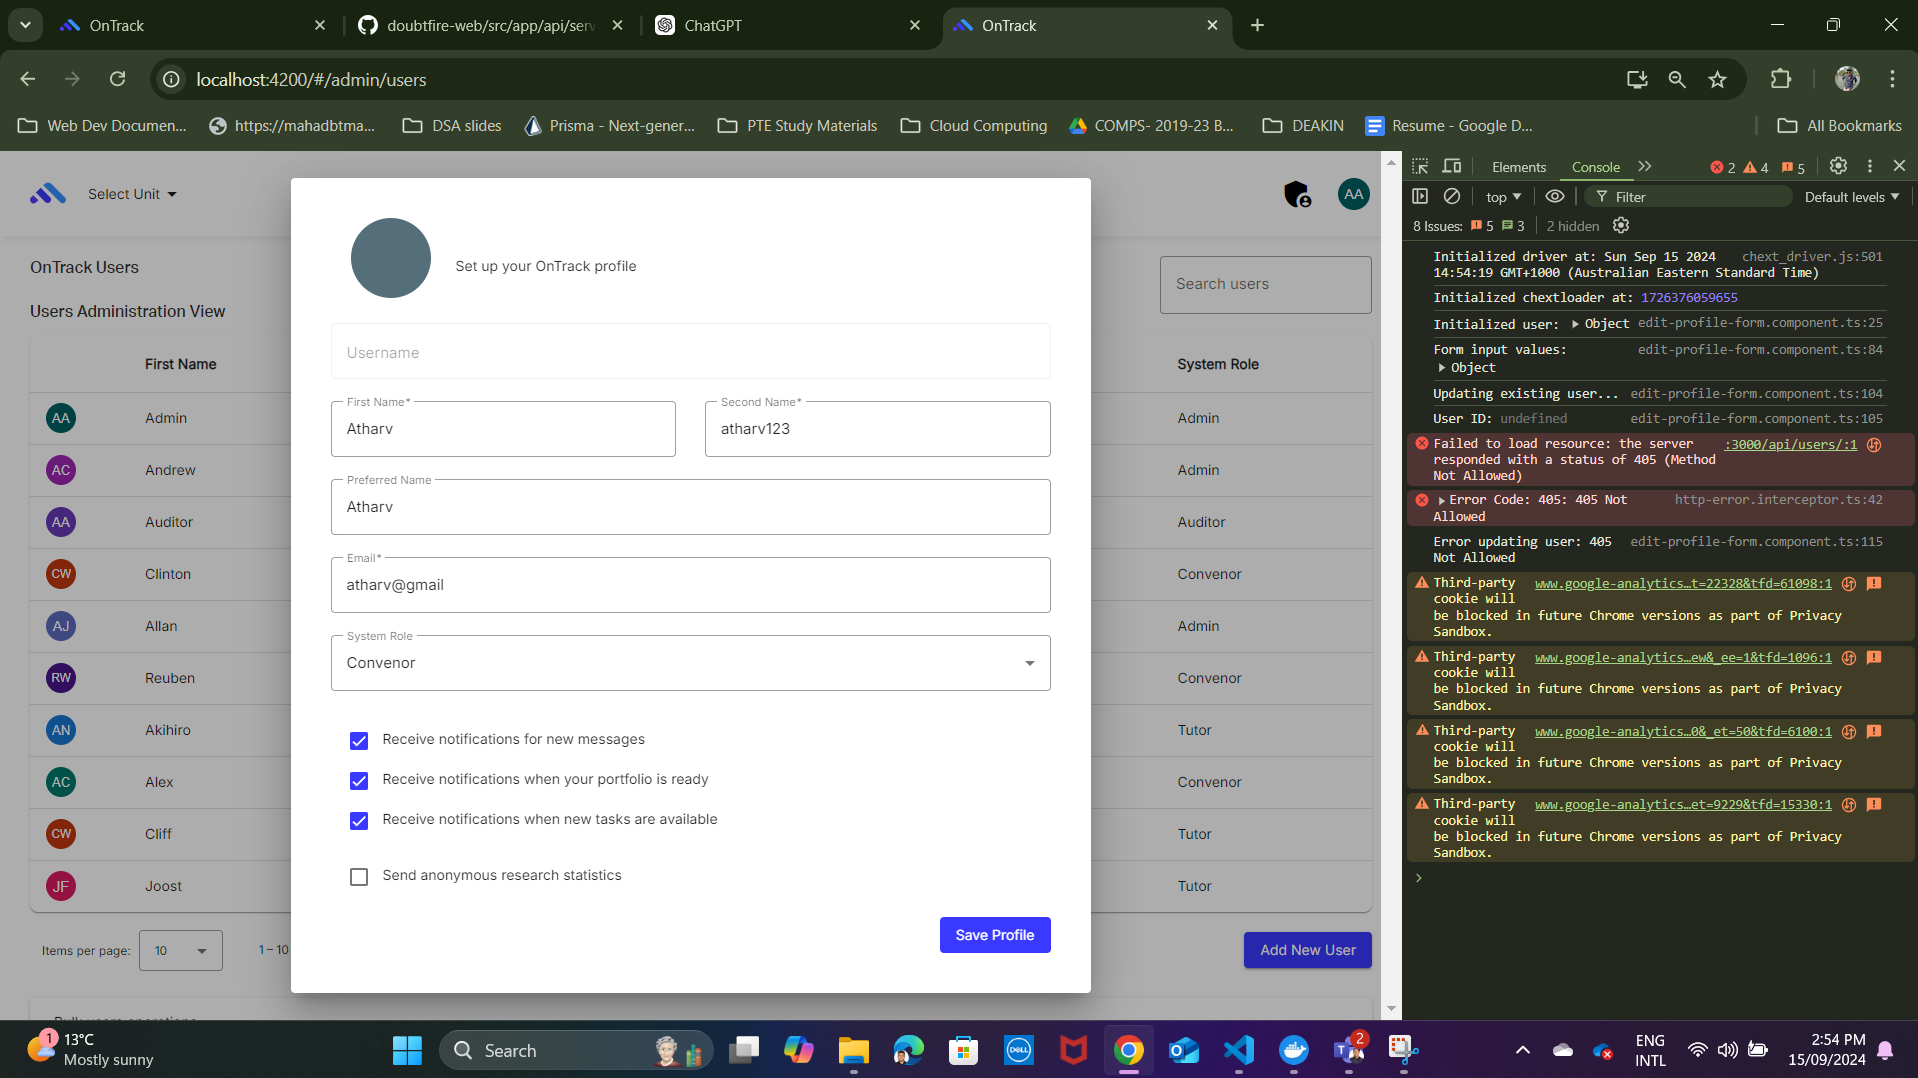 OnTrack
doubtfire-web/src/app/api/serv
ChatGPT
OnTrack
localhost:4200/#/admin/users
Web Dev Documen...
https://mahadbtma...
DSA slides
Prisma - Next-gener...
PTE Study Materials
Cloud Computing
COMPS- 2019-23 B...
DEAKIN
Resume - Google D...
All Bookmarks
Select Unit
AA
OnTrack Users
Search users
Users Administration View
First Name
System Role
AA Admin Admin
AC Andrew Admin
AA Auditor Auditor
CW Clinton Convenor
AJ Allan Admin
RW Reuben Convenor
AN Akihiro Tutor
AC Alex Convenor
CW Cliff Tutor
JF Joost Tutor
Items per page: 10 1 – 10
Add New User
Set up your OnTrack profile
Username
First Name*
Atharv
Second Name*
atharv123
Preferred Name
Atharv
Email*
atharv@gmail
System Role
Convenor
Receive notifications for new messages
Receive notifications when your portfolio is ready
Receive notifications when new tasks are available
Send anonymous research statistics
Save Profile
Elements Console 2 4 5
top Filter Default levels
8 Issues: 5 3 2 hidden
Initialized driver at: Sun Sep 15 2024 chext_driver.js:501
14:54:19 GMT+1000 (Australian Eastern Standard Time)
Initialized chextloader at: 1726376059655
Initialized user: Object edit-profile-form.component.ts:25
Form input values: edit-profile-form.component.ts:84
Object
Updating existing user... edit-profile-form.component.ts:104
User ID: undefined edit-profile-form.component.ts:105
Failed to load resource: the server :3000/api/users/:1
responded with a status of 405 (Method
Not Allowed)
Error Code: 405: 405 Not http-error.interceptor.ts:42
Allowed
Error updating user: 405 edit-profile-form.component.ts:115
Not Allowed
Third-party www.google-analytics…t=22328&tfd=61098:1
cookie will
be blocked in future Chrome versions as part of Privacy
Sandbox.
Third-party www.google-analytics…ew&_ee=1&tfd=1096:1
cookie will
be blocked in future Chrome versions as part of Privacy
Sandbox.
Third-party www.google-analytics…0&_et=50&tfd=6100:1
cookie will
be blocked in future Chrome versions as part of Privacy
Sandbox.
Third-party www.google-analytics…et=9229&tfd=15330:1
cookie will
be blocked in future Chrome versions as part of Privacy
Sandbox.
1
13°C
Mostly sunny
Search
DELL
2
ENG
INTL
2:54 PM
15/09/2024